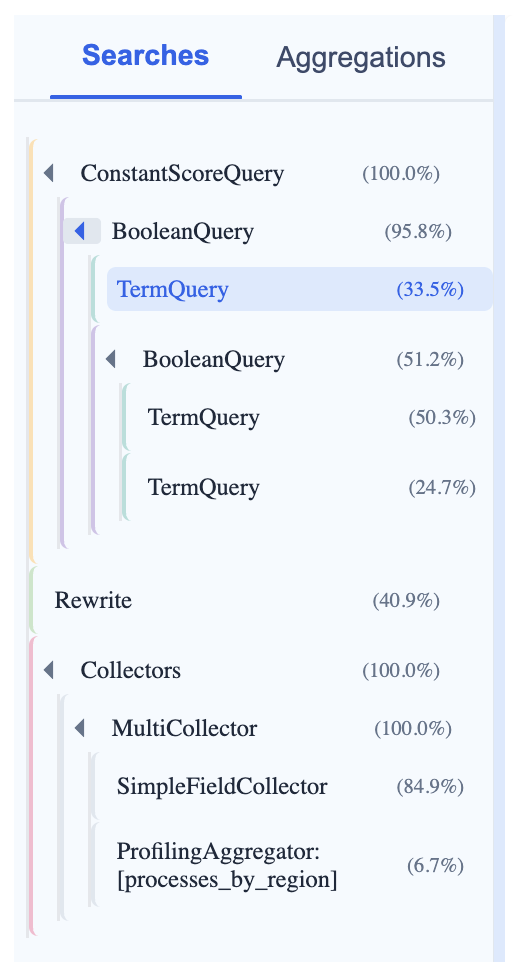 Searches Aggregations
ConstantScoreQuery (100.0%)
BooleanQuery (95.8%)
TermQuery (33.5%)
BooleanQuery (51.2%)
TermQuery (50.3%)
TermQuery (24.7%)
Rewrite (40.9%)
Collectors (100.0%)
MultiCollector (100.0%)
SimpleFieldCollector (84.9%)
ProfilingAggregator:
[processes_by_region] (6.7%)